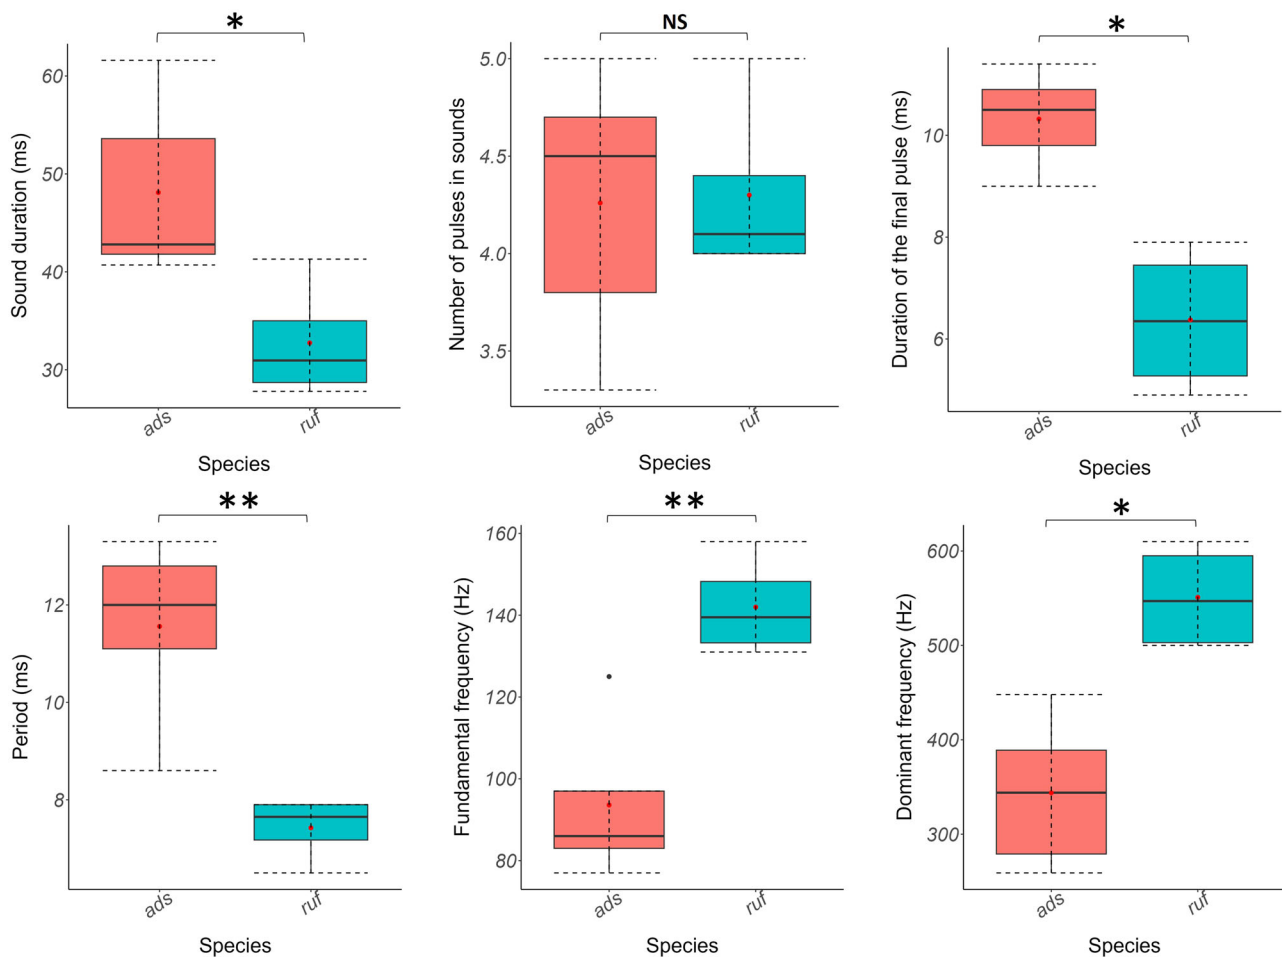 *
Sound duration (ms)
60
50
40
30
ads
ruf
Species
NS
Number of pulses in sounds
5.0
4.5
4.0
3.5
ads
ruf
Species
*
Duration of the final pulse (ms)
10
8
6
ads
ruf
Species
**
Period (ms)
12
10
8
ads
ruf
Species
**
Fundamental frequency (Hz)
160
140
120
100
80
ads
ruf
Species
*
Dominant frequency (Hz)
600
500
400
300
ads
ruf
Species